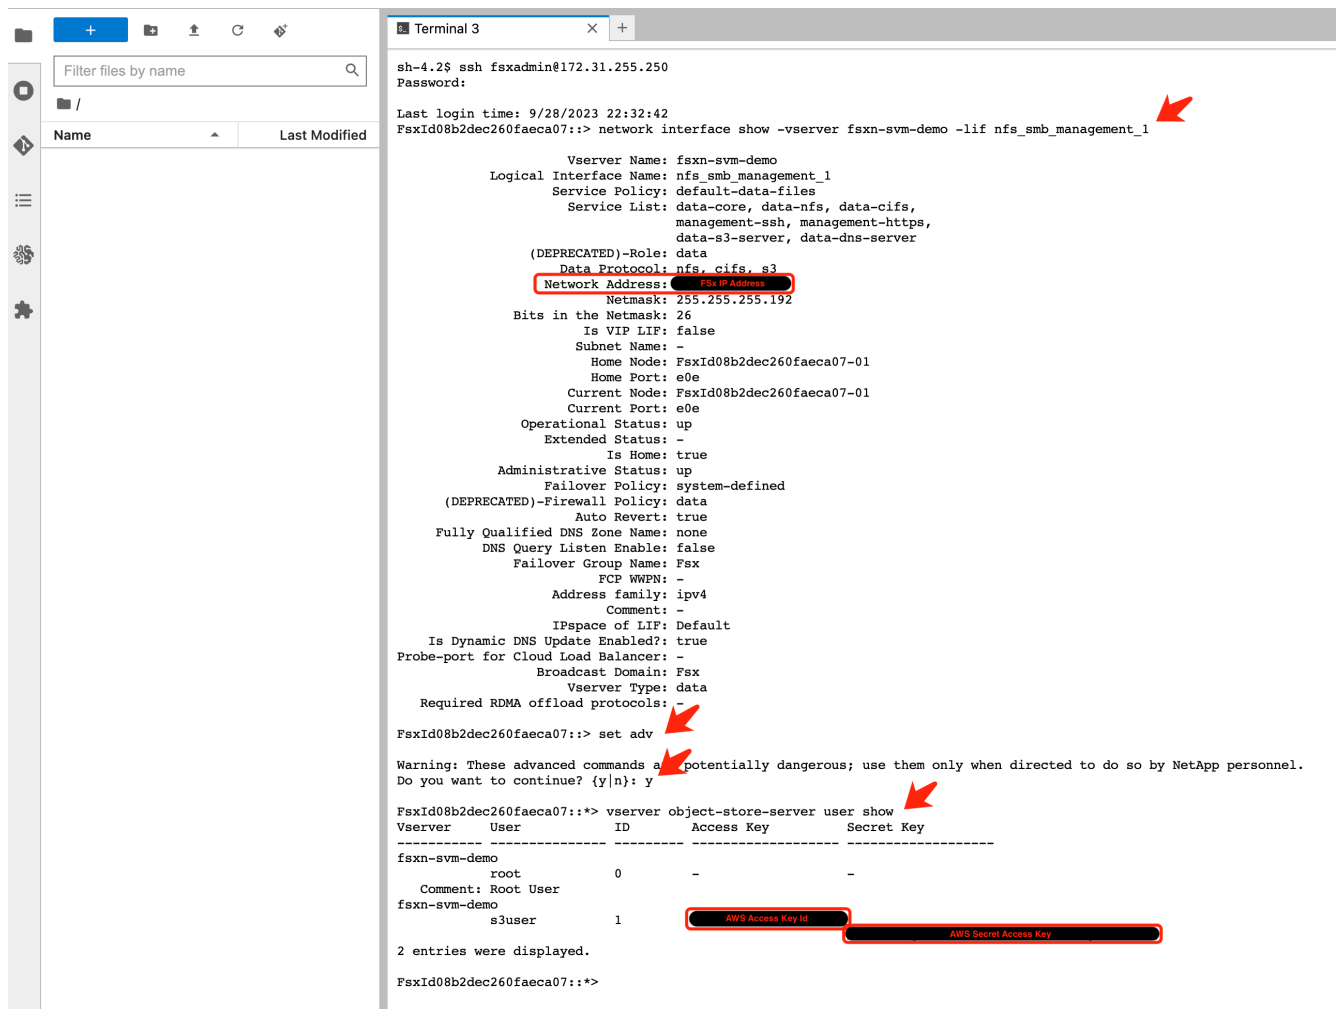 +
Terminal 3
+
Filter files by name
/
Name
Last Modified
sh-4.2$ ssh fsxadmin@172.31.255.250
Password:
Last login time: 9/28/2023 22:32:42
FsxId08b2dec260faeca07::> network interface show -vserver fsxn-svm-demo -lif nfs_smb_management_1
Vserver Name: fsxn-svm-demo
Logical Interface Name: nfs_smb_management_1
Service Policy: default-data-files
Service List: data-core, data-nfs, data-cifs,
management-ssh, management-https,
data-s3-server, data-dns-server
(DEPRECATED)-Role: data
Data Protocol: nfs, cifs, s3
Network Address: FSx IP Address
Netmask: 255.255.255.192
Bits in the Netmask: 26
Is VIP LIF: false
Subnet Name: -
Home Node: FsxId08b2dec260faeca07-01
Home Port: e0e
Current Node: FsxId08b2dec260faeca07-01
Current Port: e0e
Operational Status: up
Extended Status: -
Is Home: true
Administrative Status: up
Failover Policy: system-defined
(DEPRECATED)-Firewall Policy: data
Auto Revert: true
Fully Qualified DNS Zone Name: none
DNS Query Listen Enable: false
Failover Group Name: Fsx
FCP WWPN: -
Address family: ipv4
Comment: -
IPspace of LIF: Default
Is Dynamic DNS Update Enabled?: true
Probe-port for Cloud Load Balancer: -
Broadcast Domain: Fsx
Vserver Type: data
Required RDMA offload protocols: -
FsxId08b2dec260faeca07::> set adv
Warning: These advanced commands a potentially dangerous; use them only when directed to do so by NetApp personnel.
Do you want to continue? {y|n}: y
FsxId08b2dec260faeca07::*> vserver object-store-server user show
Vserver User ID Access Key Secret Key
----------- --------------- --------- ------------------- -------------------
fsxn-svm-demo
root 0 - -
Comment: Root User
fsxn-svm-demo
s3user 1 AWS Access Key Id
AWS Secret Access Key
2 entries were displayed.
FsxId08b2dec260faeca07::*>